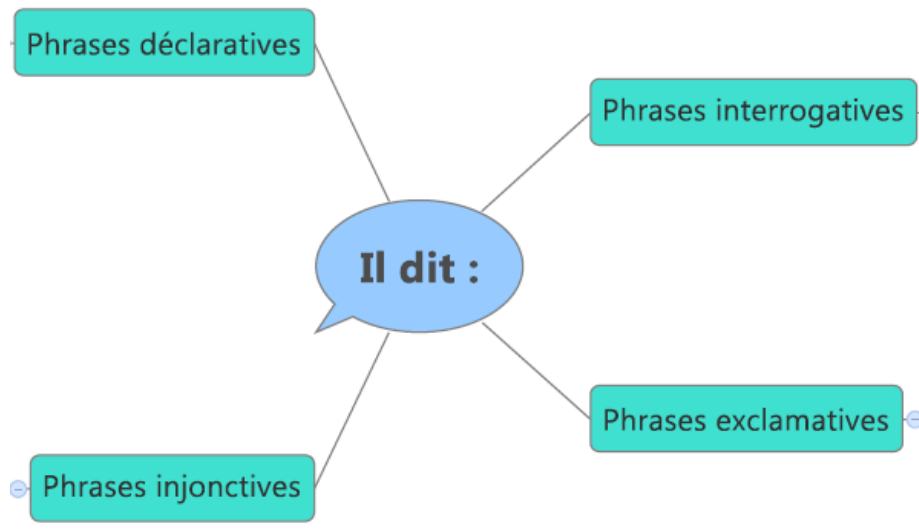 Phrases déclaratives
Phrases interrogatives
Il dit :
Phrases exclamatives
Phrases injonctives